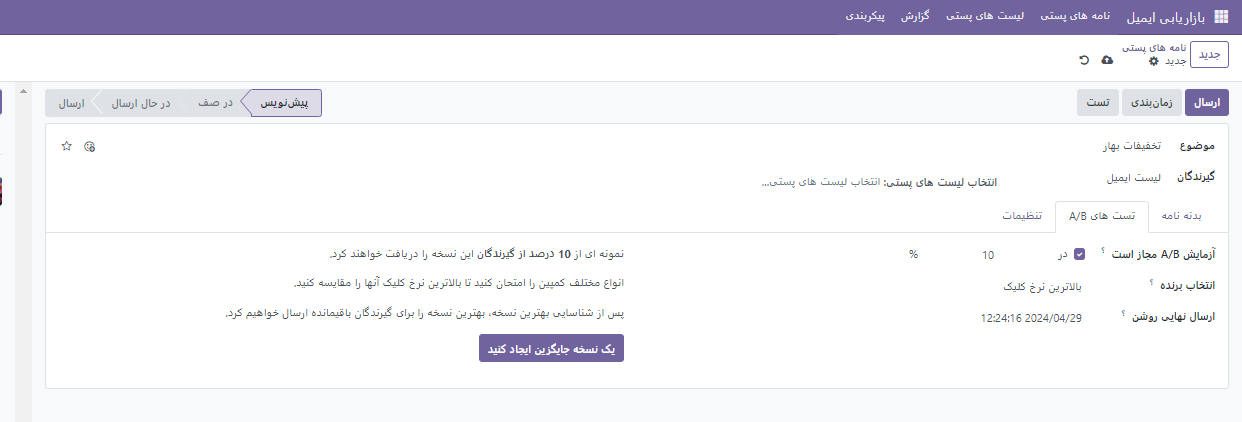 بازاریابی ایمیل نامه های پستی لیست های پستی گزارش پیکربندی
جدید
نامه های پستی
جدید
ارسال زمان‌بندی تست
پیش‌نویس در صف در حال ارسال ارسال
موضوع تخفیفات بهار
گیرندگان لیست ایمیل انتخاب لیست های پستی: انتخاب لیست های پستی...
بدنه نامه تست های A/B تنظیمات
آزمایش A/B مجاز است ؟ در 10 %
نمونه ای از 10 درصد از گیرندگان این نسخه را دریافت خواهند کرد.
انتخاب برنده ؟ بالاترین نرخ کلیک
انواع مختلف کمپین را امتحان کنید تا بالاترین نرخ کلیک آنها را مقایسه کنید.
ارسال نهایی روشن ؟ 2024/04/29 12:24:16
پس از شناسایی بهترین نسخه، بهترین نسخه را برای گیرندگان باقیمانده ارسال خواهیم کرد.
یک نسخه جایگزین ایجاد کنید